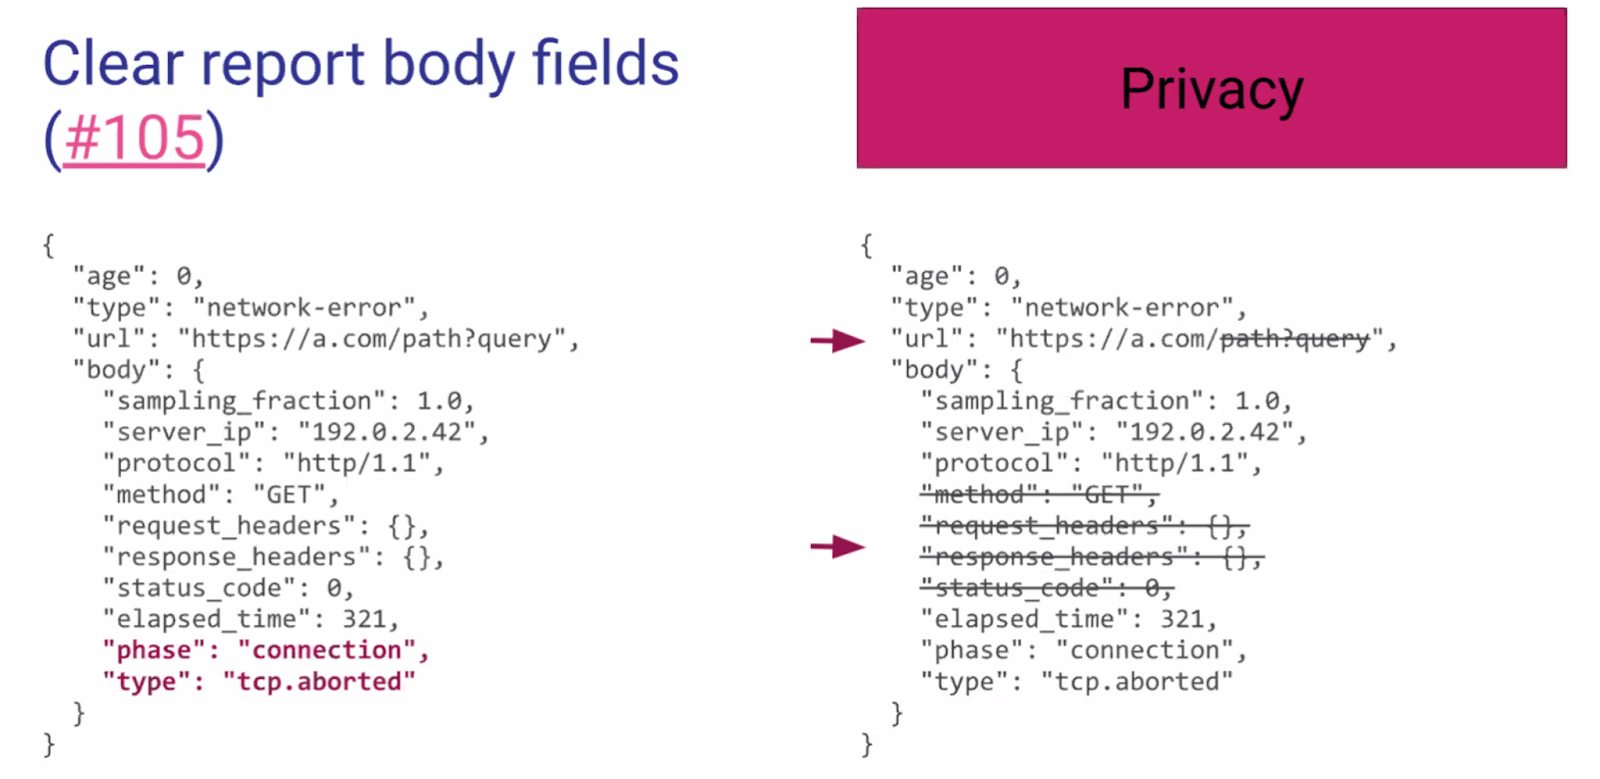 Clear report body fields
(#105)
Privacy
{
"age": 0,
"type": "network-error",
"url": "https://a.com/path?query",
"body": {
"sampling_fraction": 1.0,
"server_ip": "192.0.2.42",
"protocol": "http/1.1",
"method": "GET",
"request_headers": {},
"response_headers": {},
"status_code": 0,
"elapsed_time": 321,
"phase": "connection",
"type": "tcp.aborted"
}
}
{
"age": 0,
"type": "network-error",
"url": "https://a.com/path?query",
"body": {
"sampling_fraction": 1.0,
"server_ip": "192.0.2.42",
"protocol": "http/1.1",
"method": "GET",
"request_headers": {},
"response_headers": {},
"status_code": 0,
"elapsed_time": 321,
"phase": "connection",
"type": "tcp.aborted"
}
}